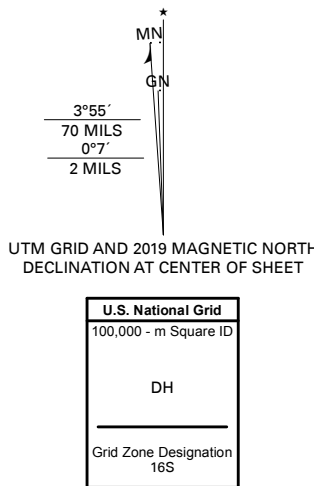 MN
GN
3°55´
70 MILS
0°7´
2 MILS
UTM GRID AND 2019 MAGNETIC NORTH
DECLINATION AT CENTER OF SHEET
U.S. National Grid
100,000 - m Square ID
DH
Grid Zone Designation
16S